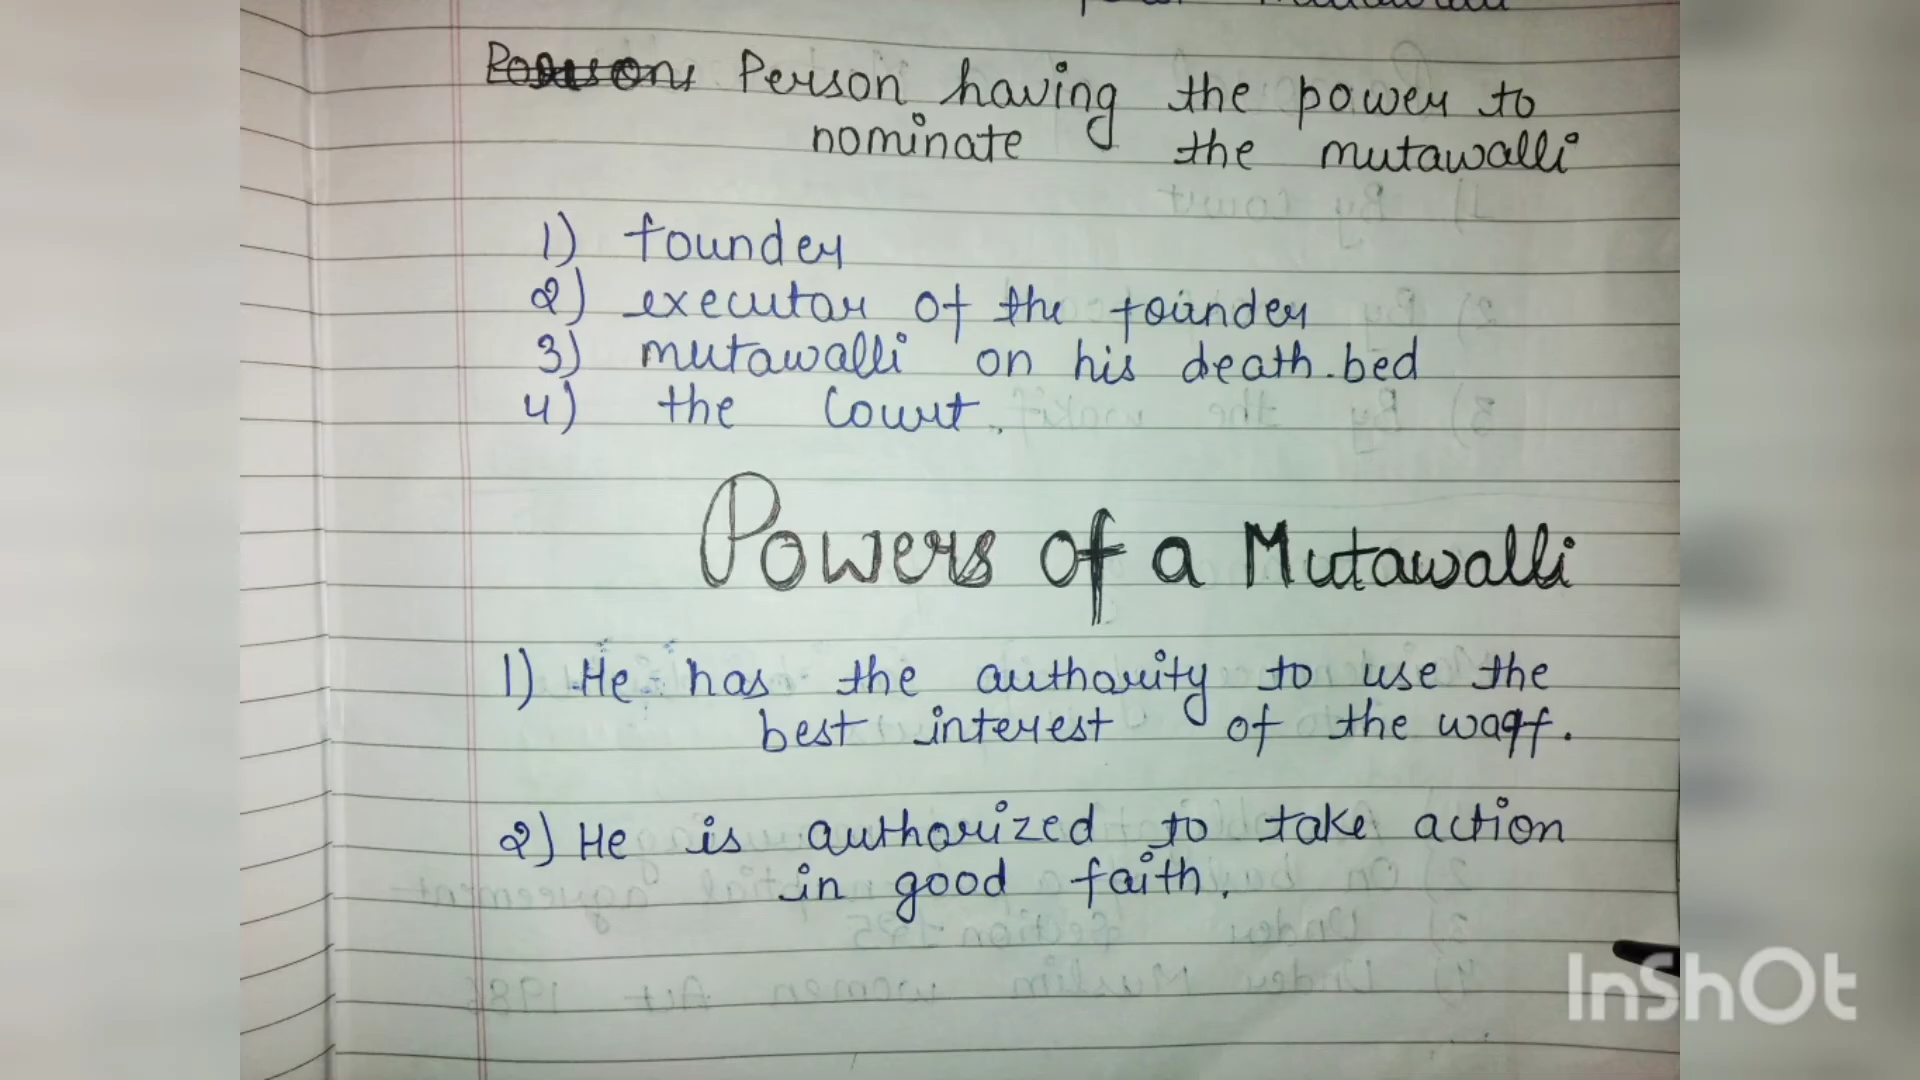 Person having the power to
nominate the mutawalli
1) founder
2) executor of the founder
3) mutawalli on his death.bed
4) the Court.
Powers of a Mutawalli
1) He has the authority to use the
best interest of the waqf.
2) He is authorized to take action
in good faith.
InShOt